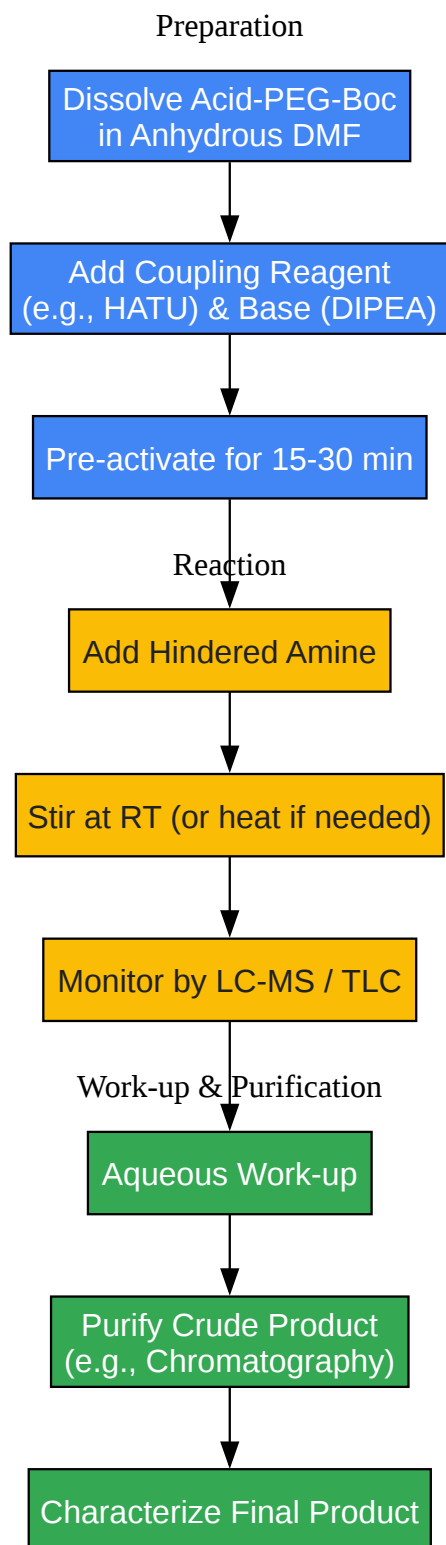 Preparation
Dissolve Acid-PEG-Boc
in Anhydrous DMF
Add Coupling Reagent
(e.g., HATU) & Base (DIPEA)
Pre-activate for 15-30 min
Reaction
Add Hindered Amine
Stir at RT (or heat if needed)
Monitor by LC-MS / TLC
Work-up & Purification
Aqueous Work-up
Purify Crude Product
(e.g., Chromatography)
Characterize Final Product